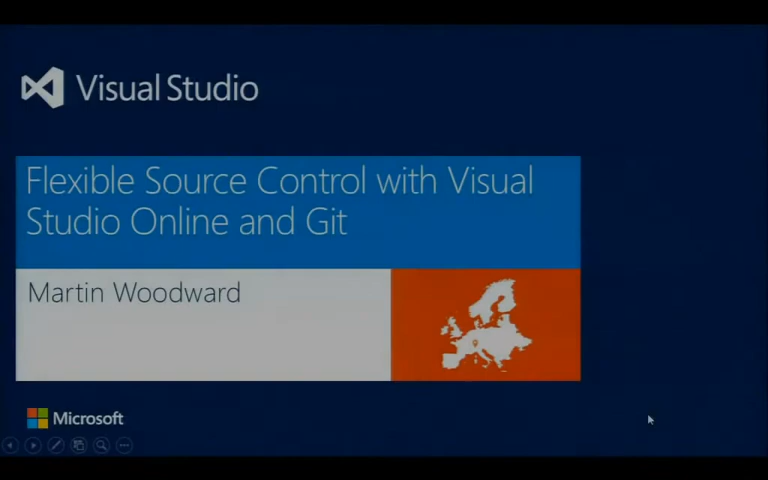 Visual Studio
Flexible Source Control with Visual
Studio Online and Git
Martin Woodward
Microsoft